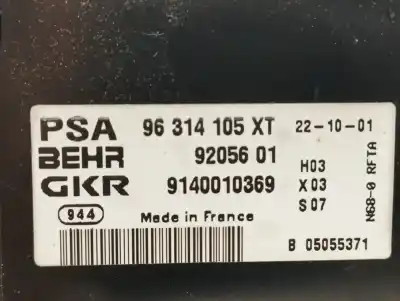 PSA 96 314 105 XT 22-10-01
BEHR 92056 01 H03
GKR 9140010369 X03
S07
944 Made in France
B 05055371
N68-0 RFTA